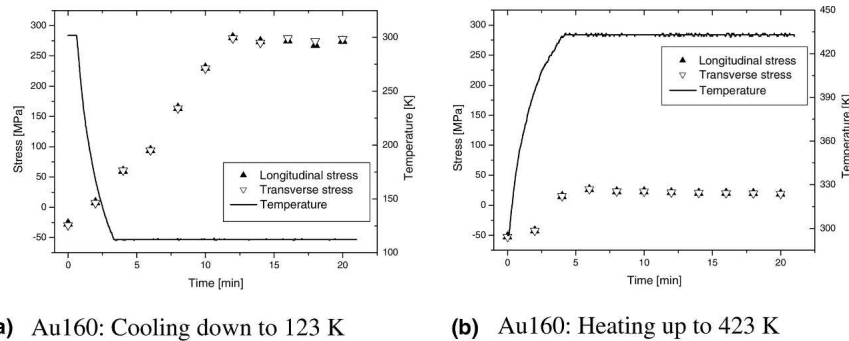 300
250
200
150
100
50
0
-50
Stress [MPa]
0
5
10
15
20
Time [min]
300
250
200
150
100
Temperature [K]
Longitudinal stress
Transverse stress
Temperature
300
250
200
150
100
50
0
-50
Stress [MPa]
0
5
10
15
20
Time [min]
450
420
390
360
330
300
Temperature [K]
Longitudinal stress
Transverse stress
Temperature
a) Au160: Cooling down to 123 K
(b) Au160: Heating up to 423 K